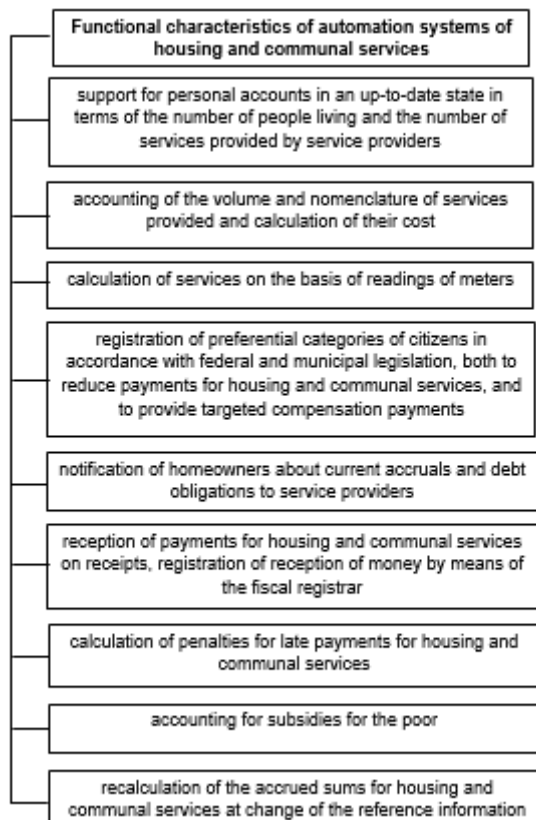 Functional characteristics of automation systems of
housing and communal services
support for personal accounts in an up-to-date state in
terms of the number of people living and the number of
services provided by service providers
accounting of the volume and nomenclature of services
provided and calculation of their cost
calculation of services on the basis of readings of meters
registration of preferential categories of citizens in
accordance with federal and municipal legislation, both to
reduce payments for housing and communal services, and
to provide targeted compensation payments
notification of homeowners about current accruals and debt
obligations to service providers
reception of payments for housing and communal services
on receipts, registration of reception of money by means of
the fiscal registrar
calculation of penalties for late payments for housing and
communal services
accounting for subsidies for the poor
recalculation of the accrued sums for housing and
communal services at change of the reference information